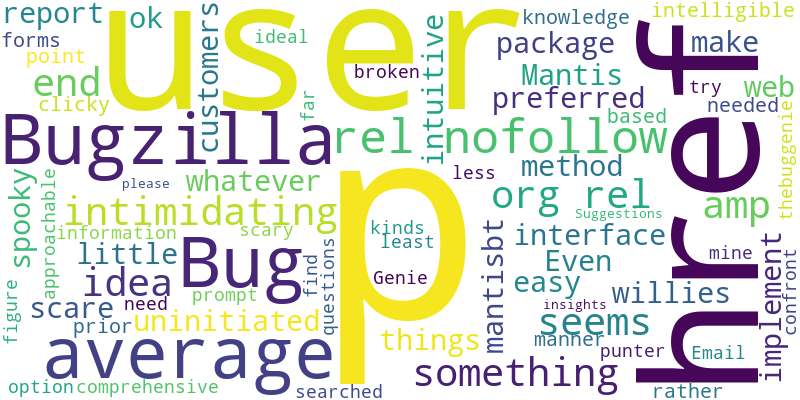 report
ok
user
customers
ideal
knowledge
intelligible
forms
point
end
clicky
broken
package
make
Mantis
preferred
try
web
needed
far
intuitive
href
Bugzilla
rel nofollow
based
thebuggenie
please
whatever
less
method
spooky
approachable
intimidating
p
org rel
Suggestions
amp
information
scary
kinds
least
interface
little
Bug
find
questions
mantisbt
Even
mine
confront
idea
Genie
easy
willies
implement
figure
scare
need
prompt
insights
prior
uninitiated
things
seems
manner
punter
Email
average
something
option
comprehensive
searched
rather